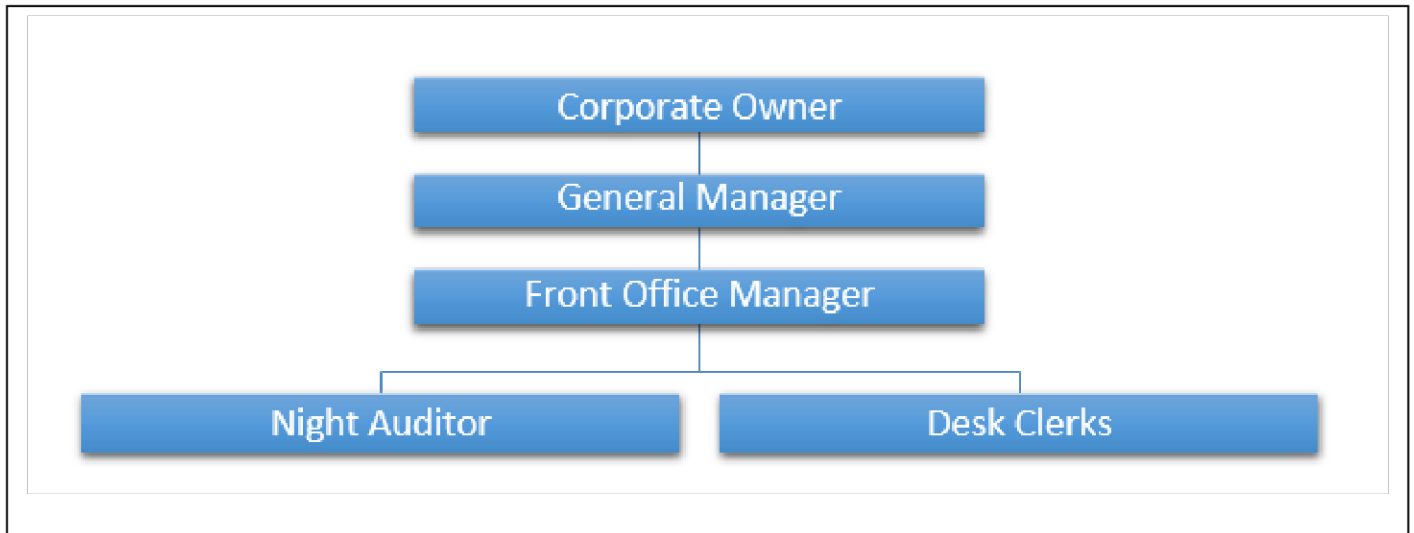 Corporate Owner
General Manager
Front Office Manager
Night Auditor
Desk Clerks